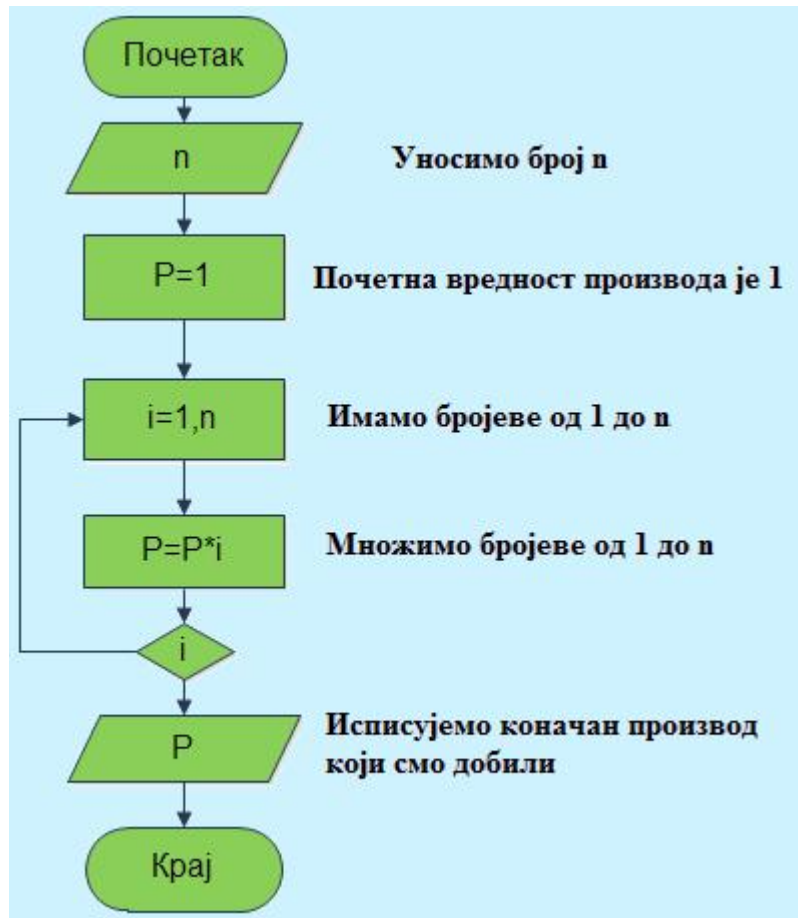 Почетак
n
Уносимо број n
P=1
Почетна вредност производа је 1
i=1,n
Имамо бројеве од 1 до n
P=P*i
Множимо бројеве од 1 до n
i
P
Исписујемо коначан производ
који смо добили
Крај